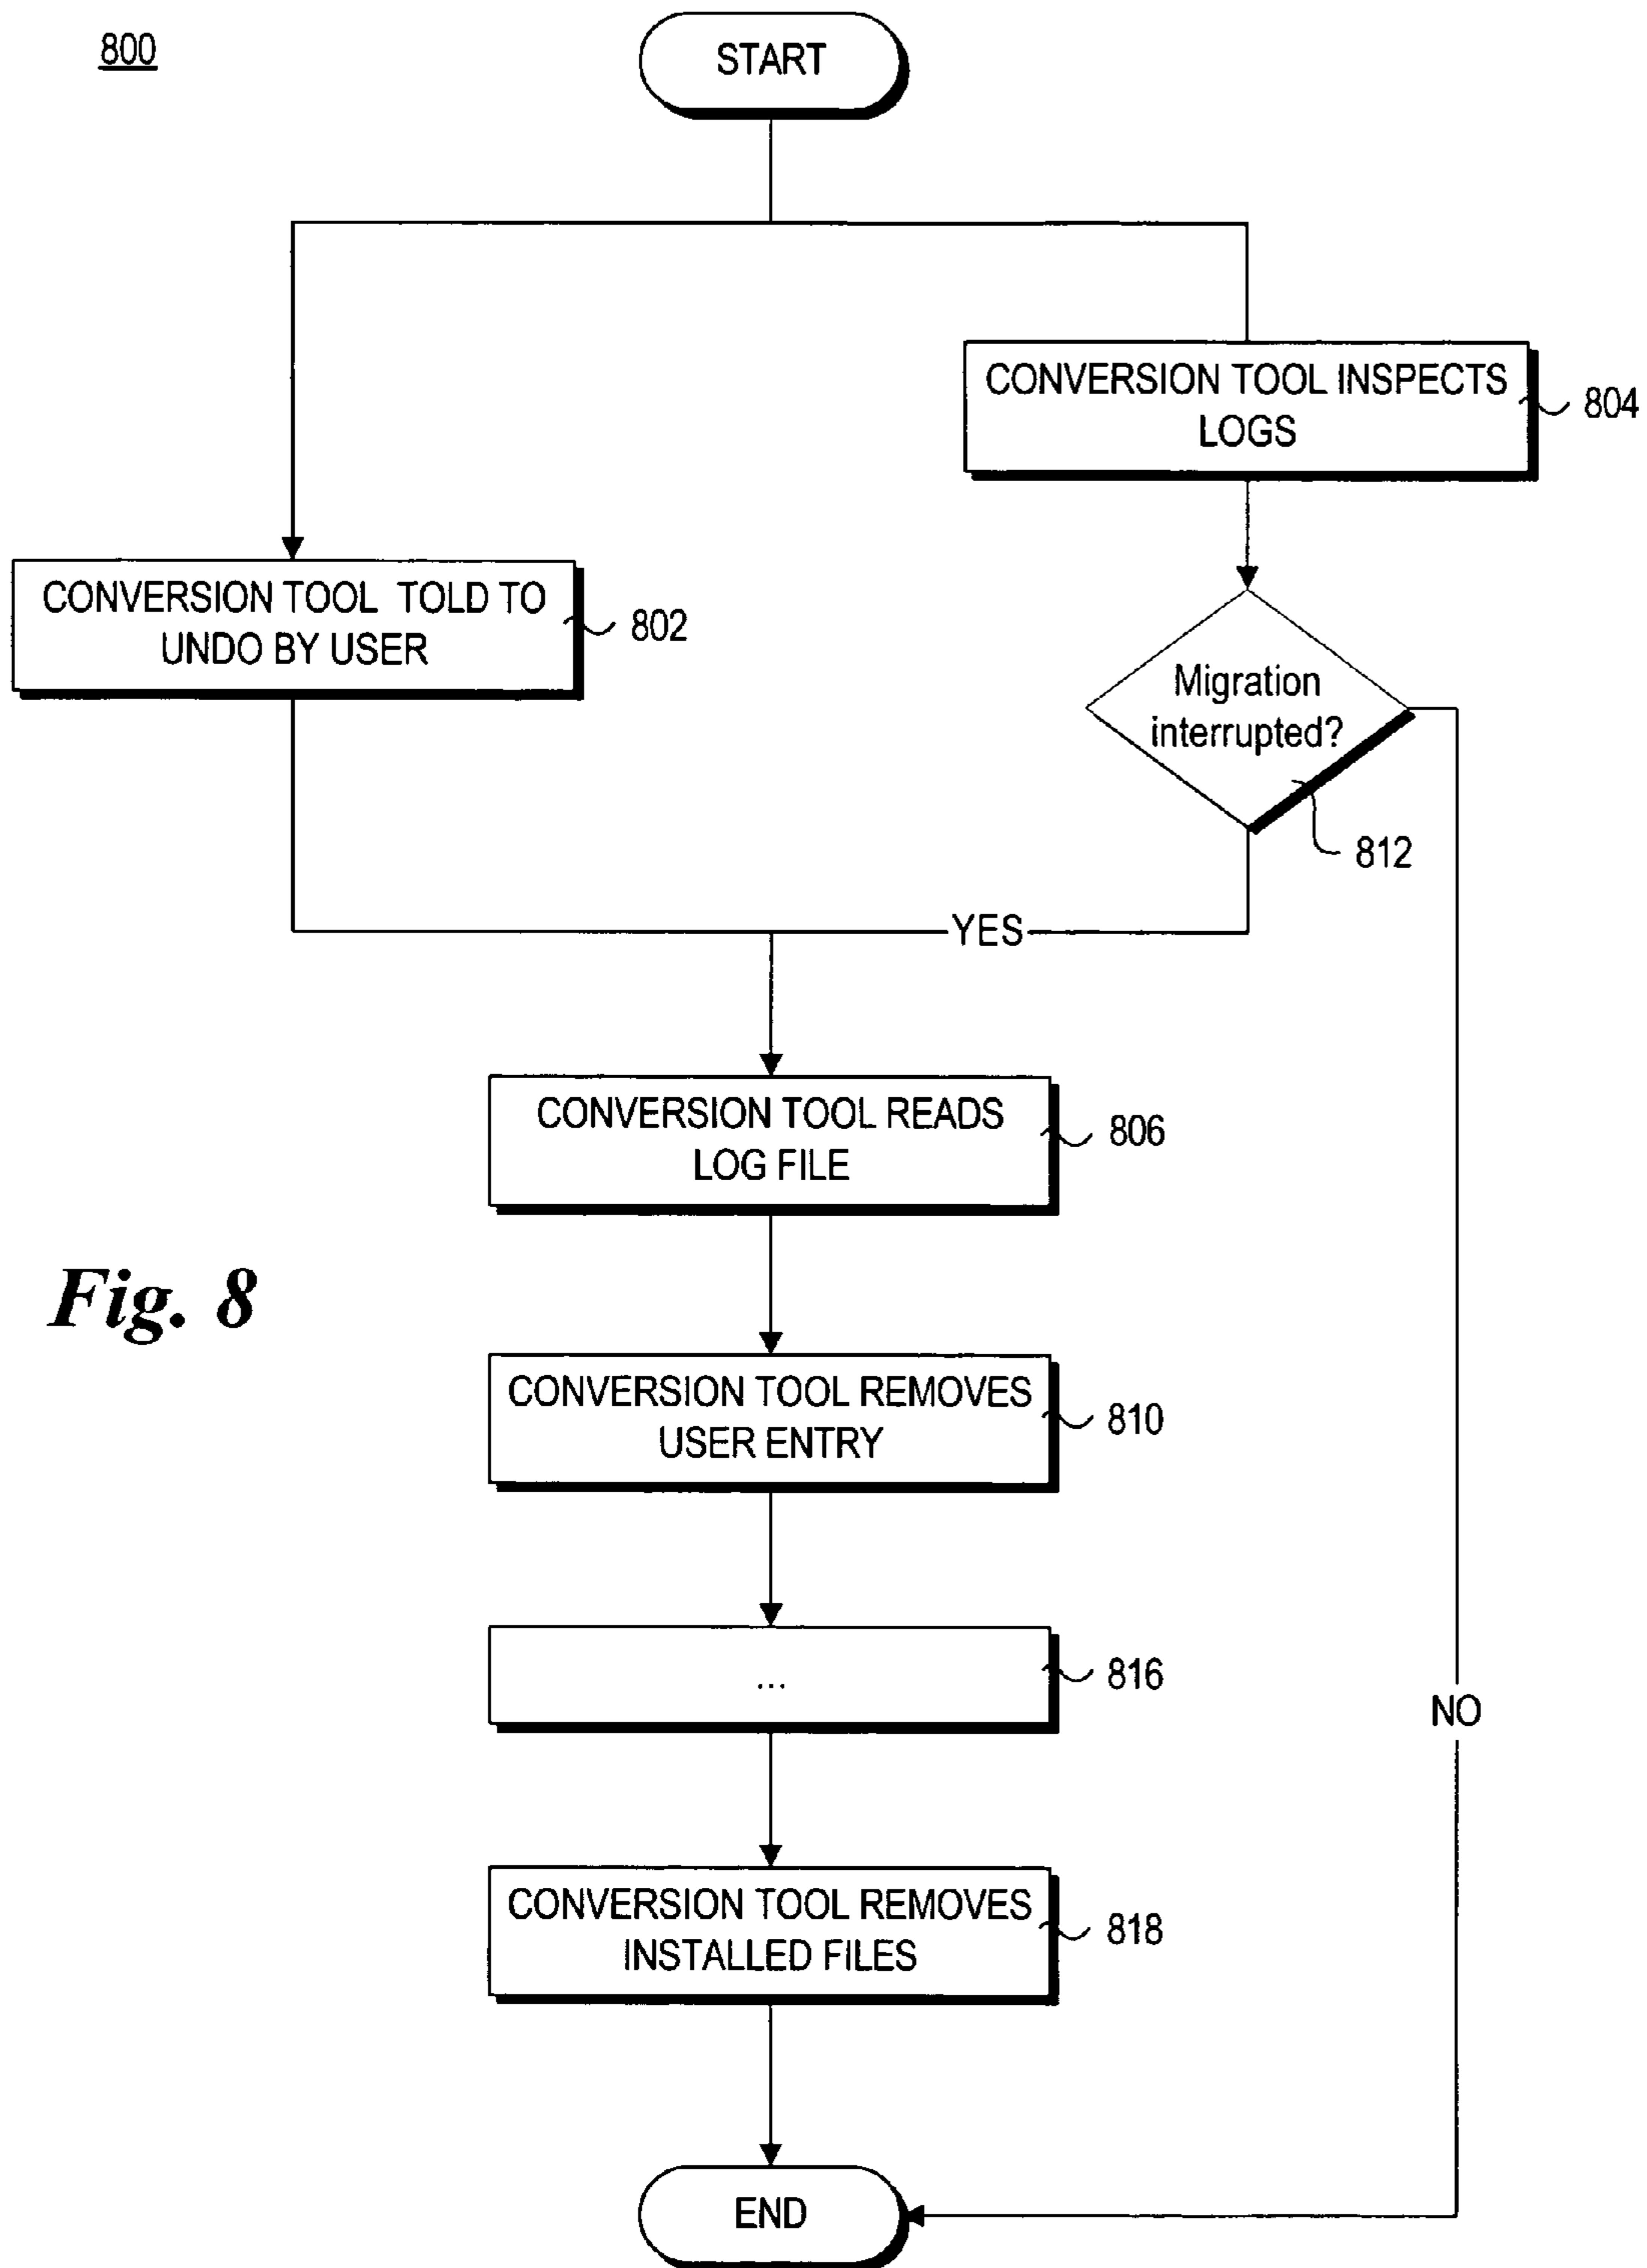 800
START
CONVERSION TOOL INSPECTS
LOGS
804
CONVERSION TOOL TOLD TO
UNDO BY USER
802
Migration
interrupted?
812
YES
CONVERSION TOOL READS
LOG FILE
806
Fig. 8
CONVERSION TOOL REMOVES
USER ENTRY
810
...
816
NO
CONVERSION TOOL REMOVES
INSTALLED FILES
818
END